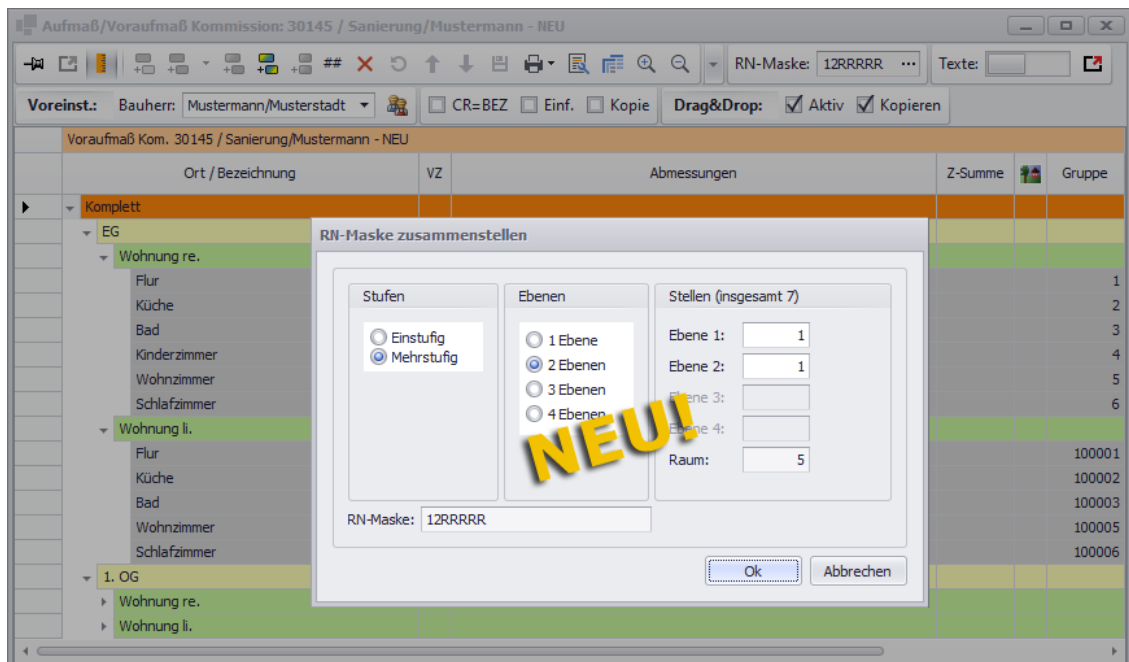 Aufmaß/Voraufmaß Kommission: 30145 / Sanierung/Mustermann - NEU
## RN-Maske: 12RRRRR ... Texte:
Voreinst.: Bauherr: Mustermann/Musterstadt CR=BEZ Einf. Kopie Drag&Drop: Aktiv Kopieren
Voraufmaß Kom. 30145 / Sanierung/Mustermann - NEU
Ort / Bezeichnung VZ Abmessungen Z-Summe Gruppe
Komplett
EG
Wohnung re.
Flur 1
Küche 2
Bad 3
Kinderzimmer 4
Wohnzimmer 5
Schlafzimmer 6
Wohnung li.
Flur 100001
Küche 100002
Bad 100003
Wohnzimmer 100005
Schlafzimmer 100006
1. OG
Wohnung re.
Wohnung li.
RN-Maske zusammenstellen
Stufen
Einstufig
Mehrstufig
Ebenen
1 Ebene
2 Ebenen
3 Ebenen
4 Ebenen
Stellen (insgesamt 7)
Ebene 1: 1
Ebene 2: 1
Ebene 3:
Ebene 4:
Raum: 5
NEU!
RN-Maske: 12RRRRR
Ok Abbrechen